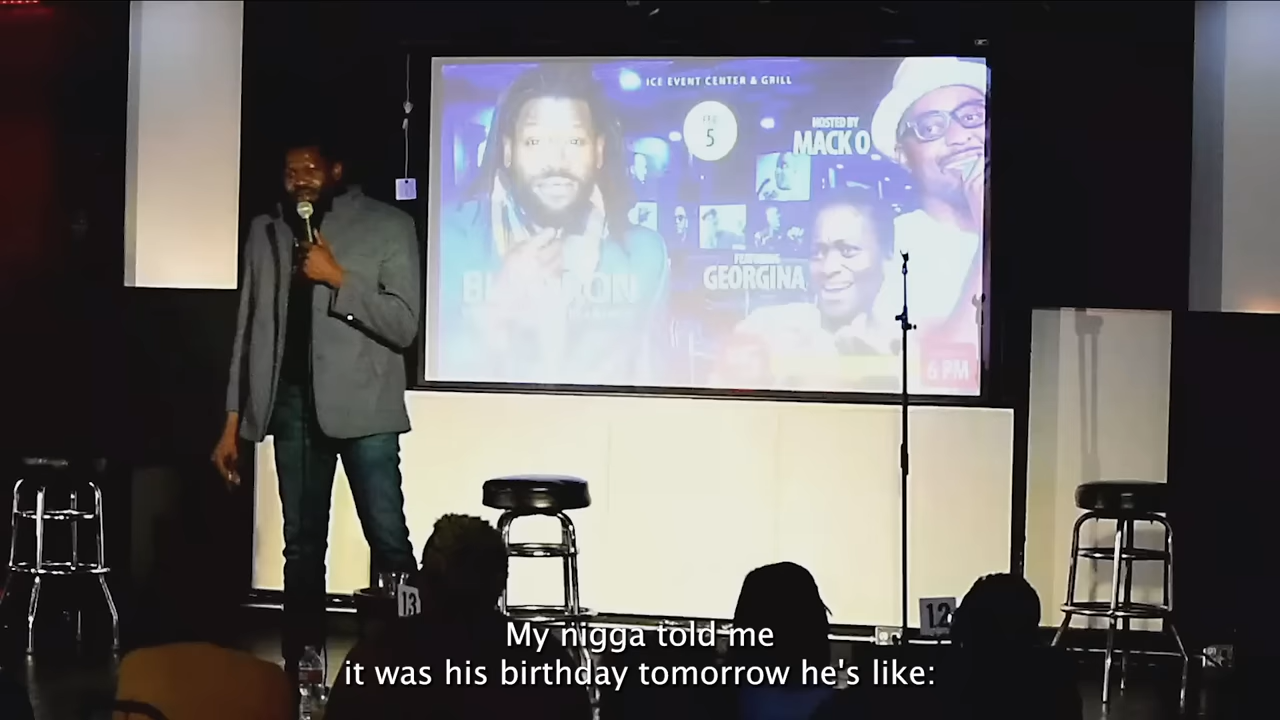 ICE EVENT CENTER & GRILL
5
HOSTED BY
MACK O
FEATURING
GEORGINA
6 PM
13
12
My nigga told me
it was his birthday tomorrow he's like: